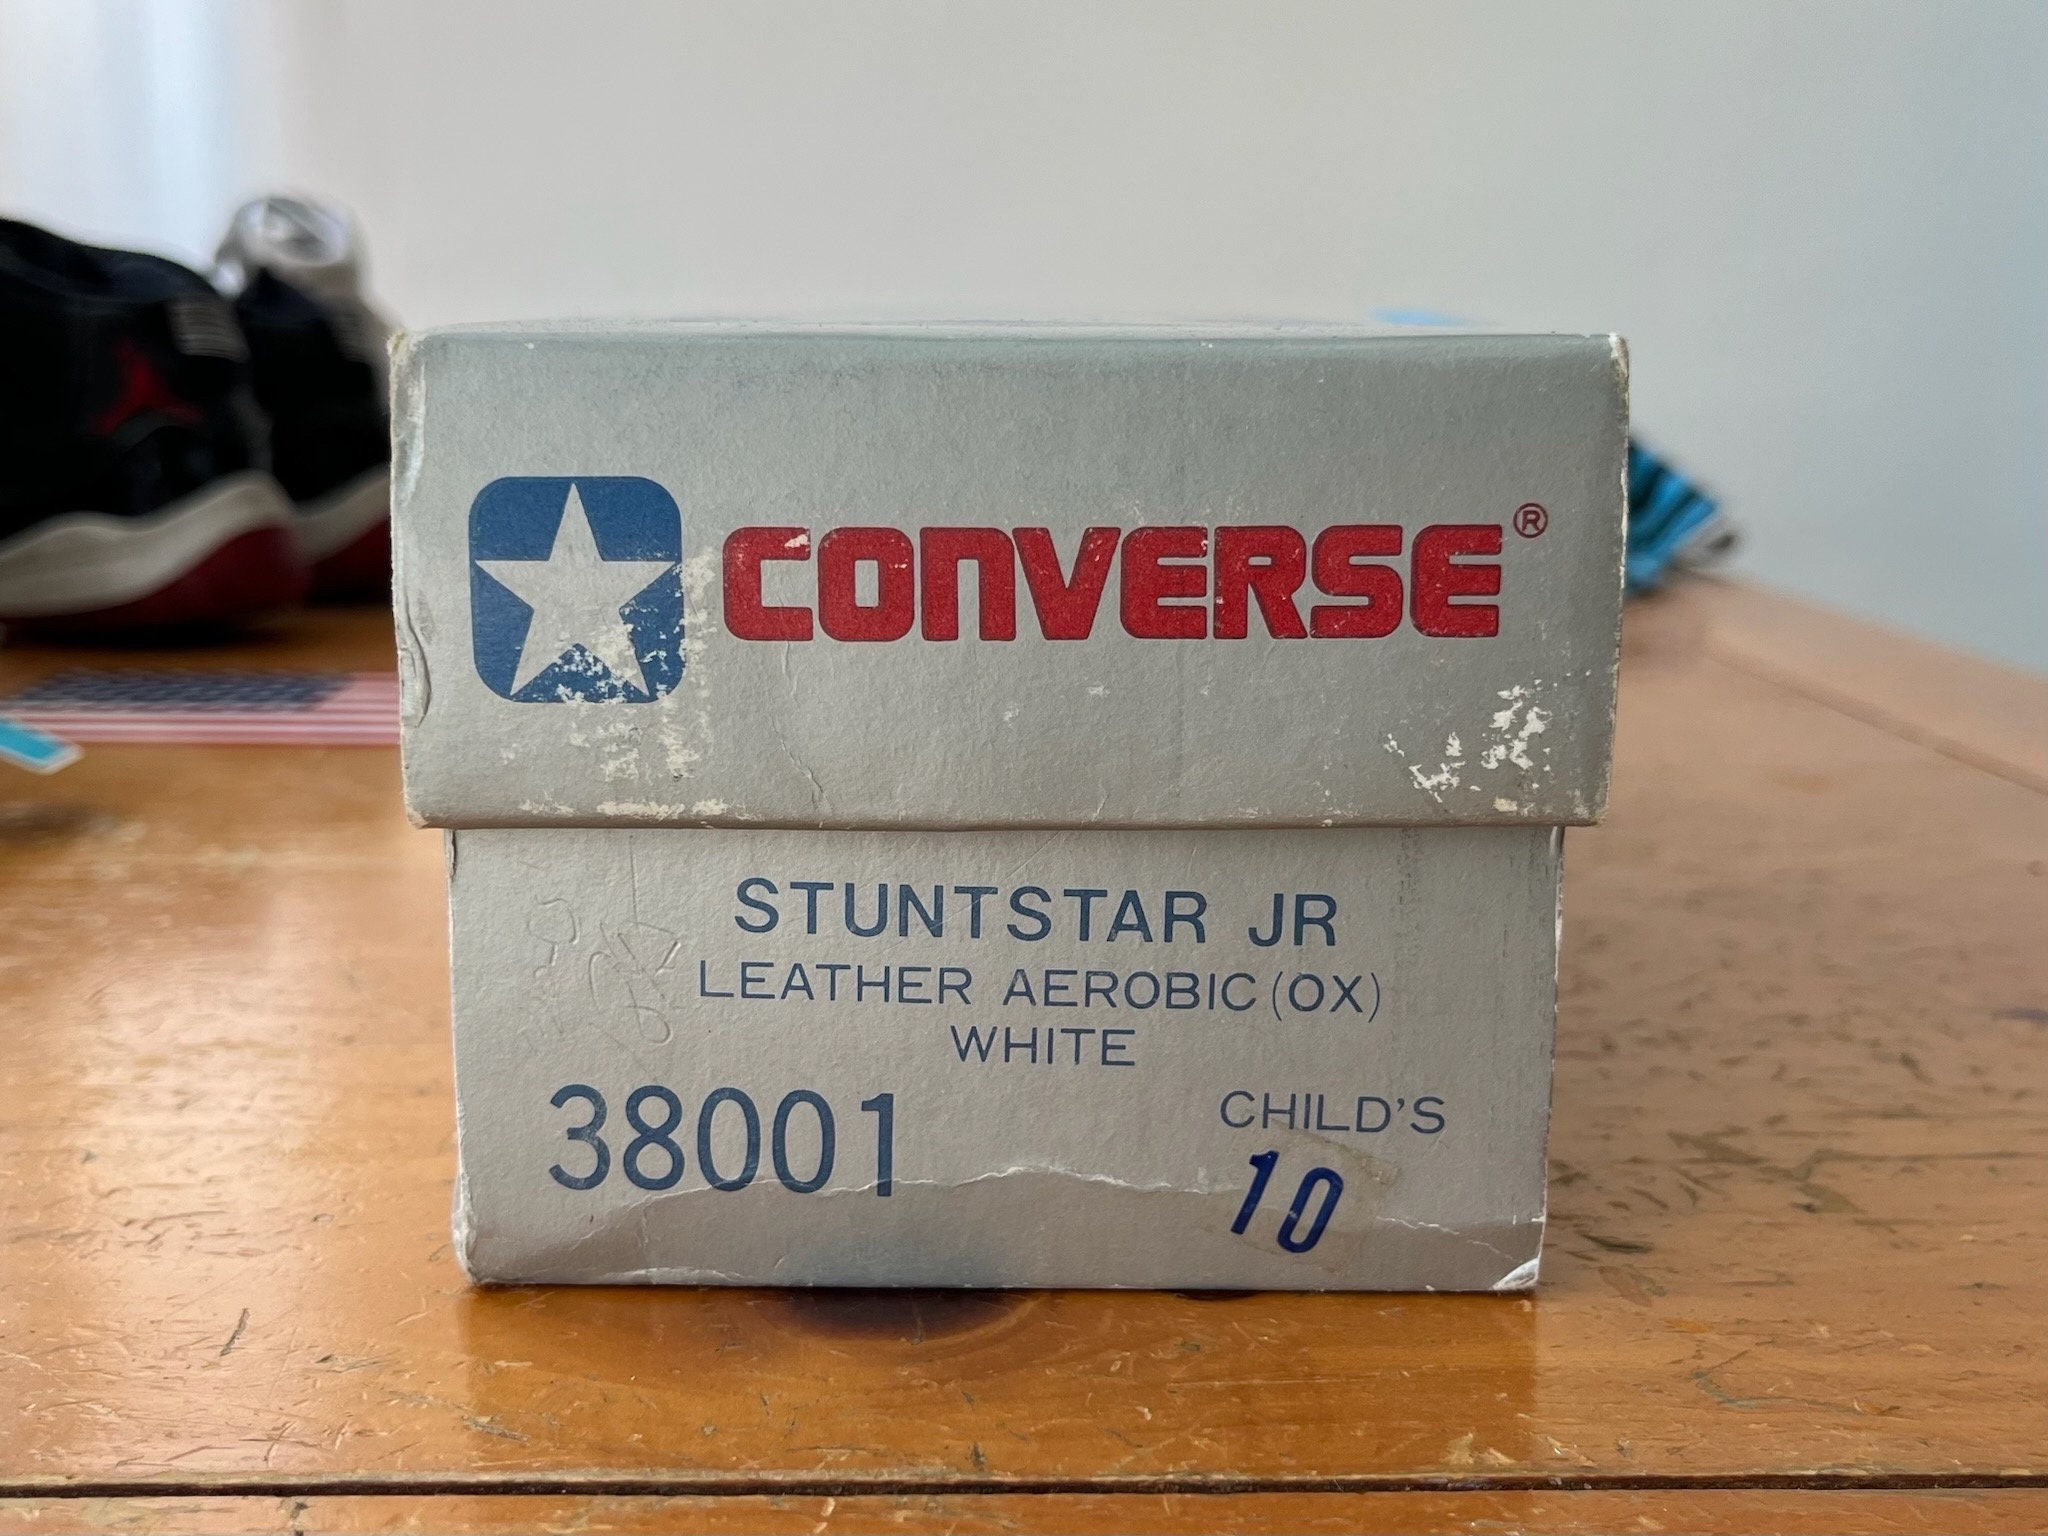 CONVERSE®
STUNTSTAR JR
LEATHER AEROBIC (OX)
WHITE
38001
CHILD'S
10